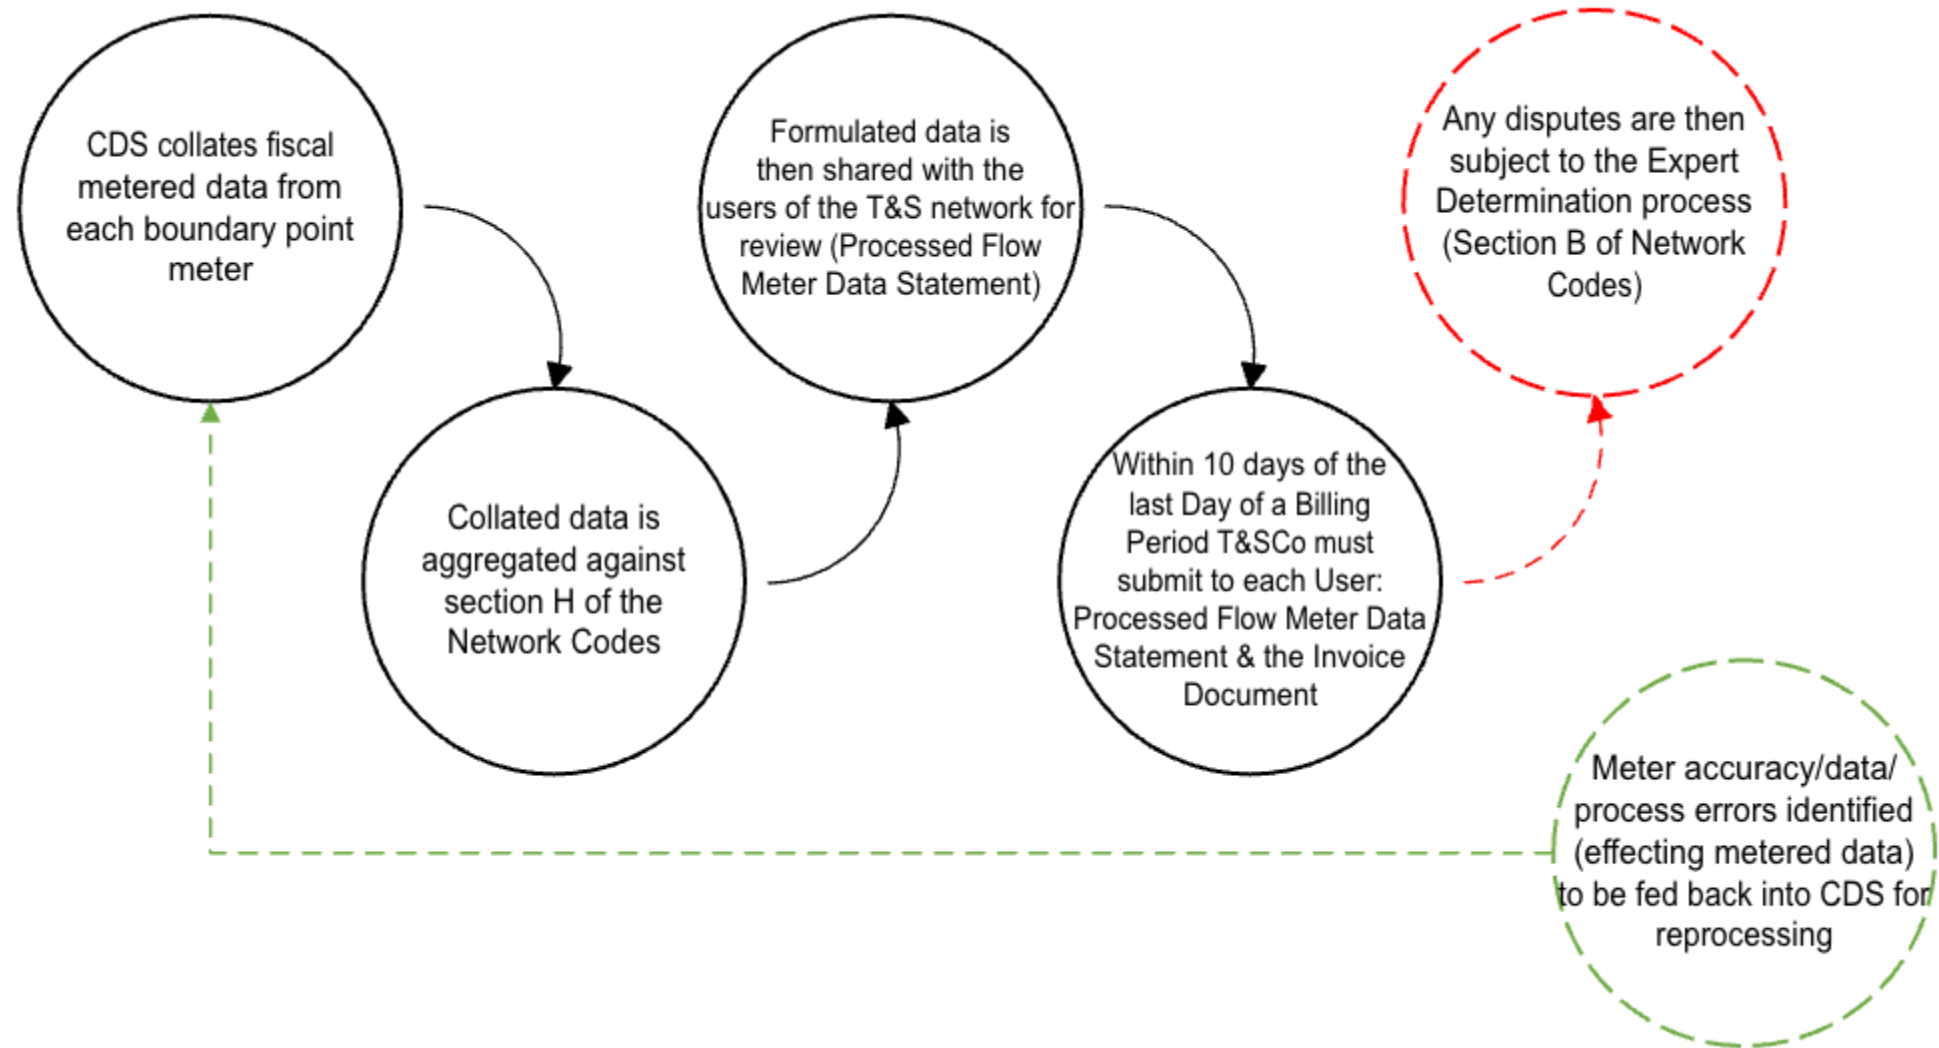 CDS collates fiscal
metered data from
each boundary point
meter
Collated data is
aggregated against
section H of the
Network Codes
Formulated data is
then shared with the
users of the T&S network for
review (Processed Flow
Meter Data Statement)
Within 10 days of the
last Day of a Billing
Period T&SCo must
submit to each User:
Processed Flow Meter Data
Statement & the Invoice
Document
Any disputes are then
subject to the Expert
Determination process
(Section B of Network
Codes)
Meter accuracy/data/
process errors identified
(effecting metered data)
to be fed back into CDS for
reprocessing